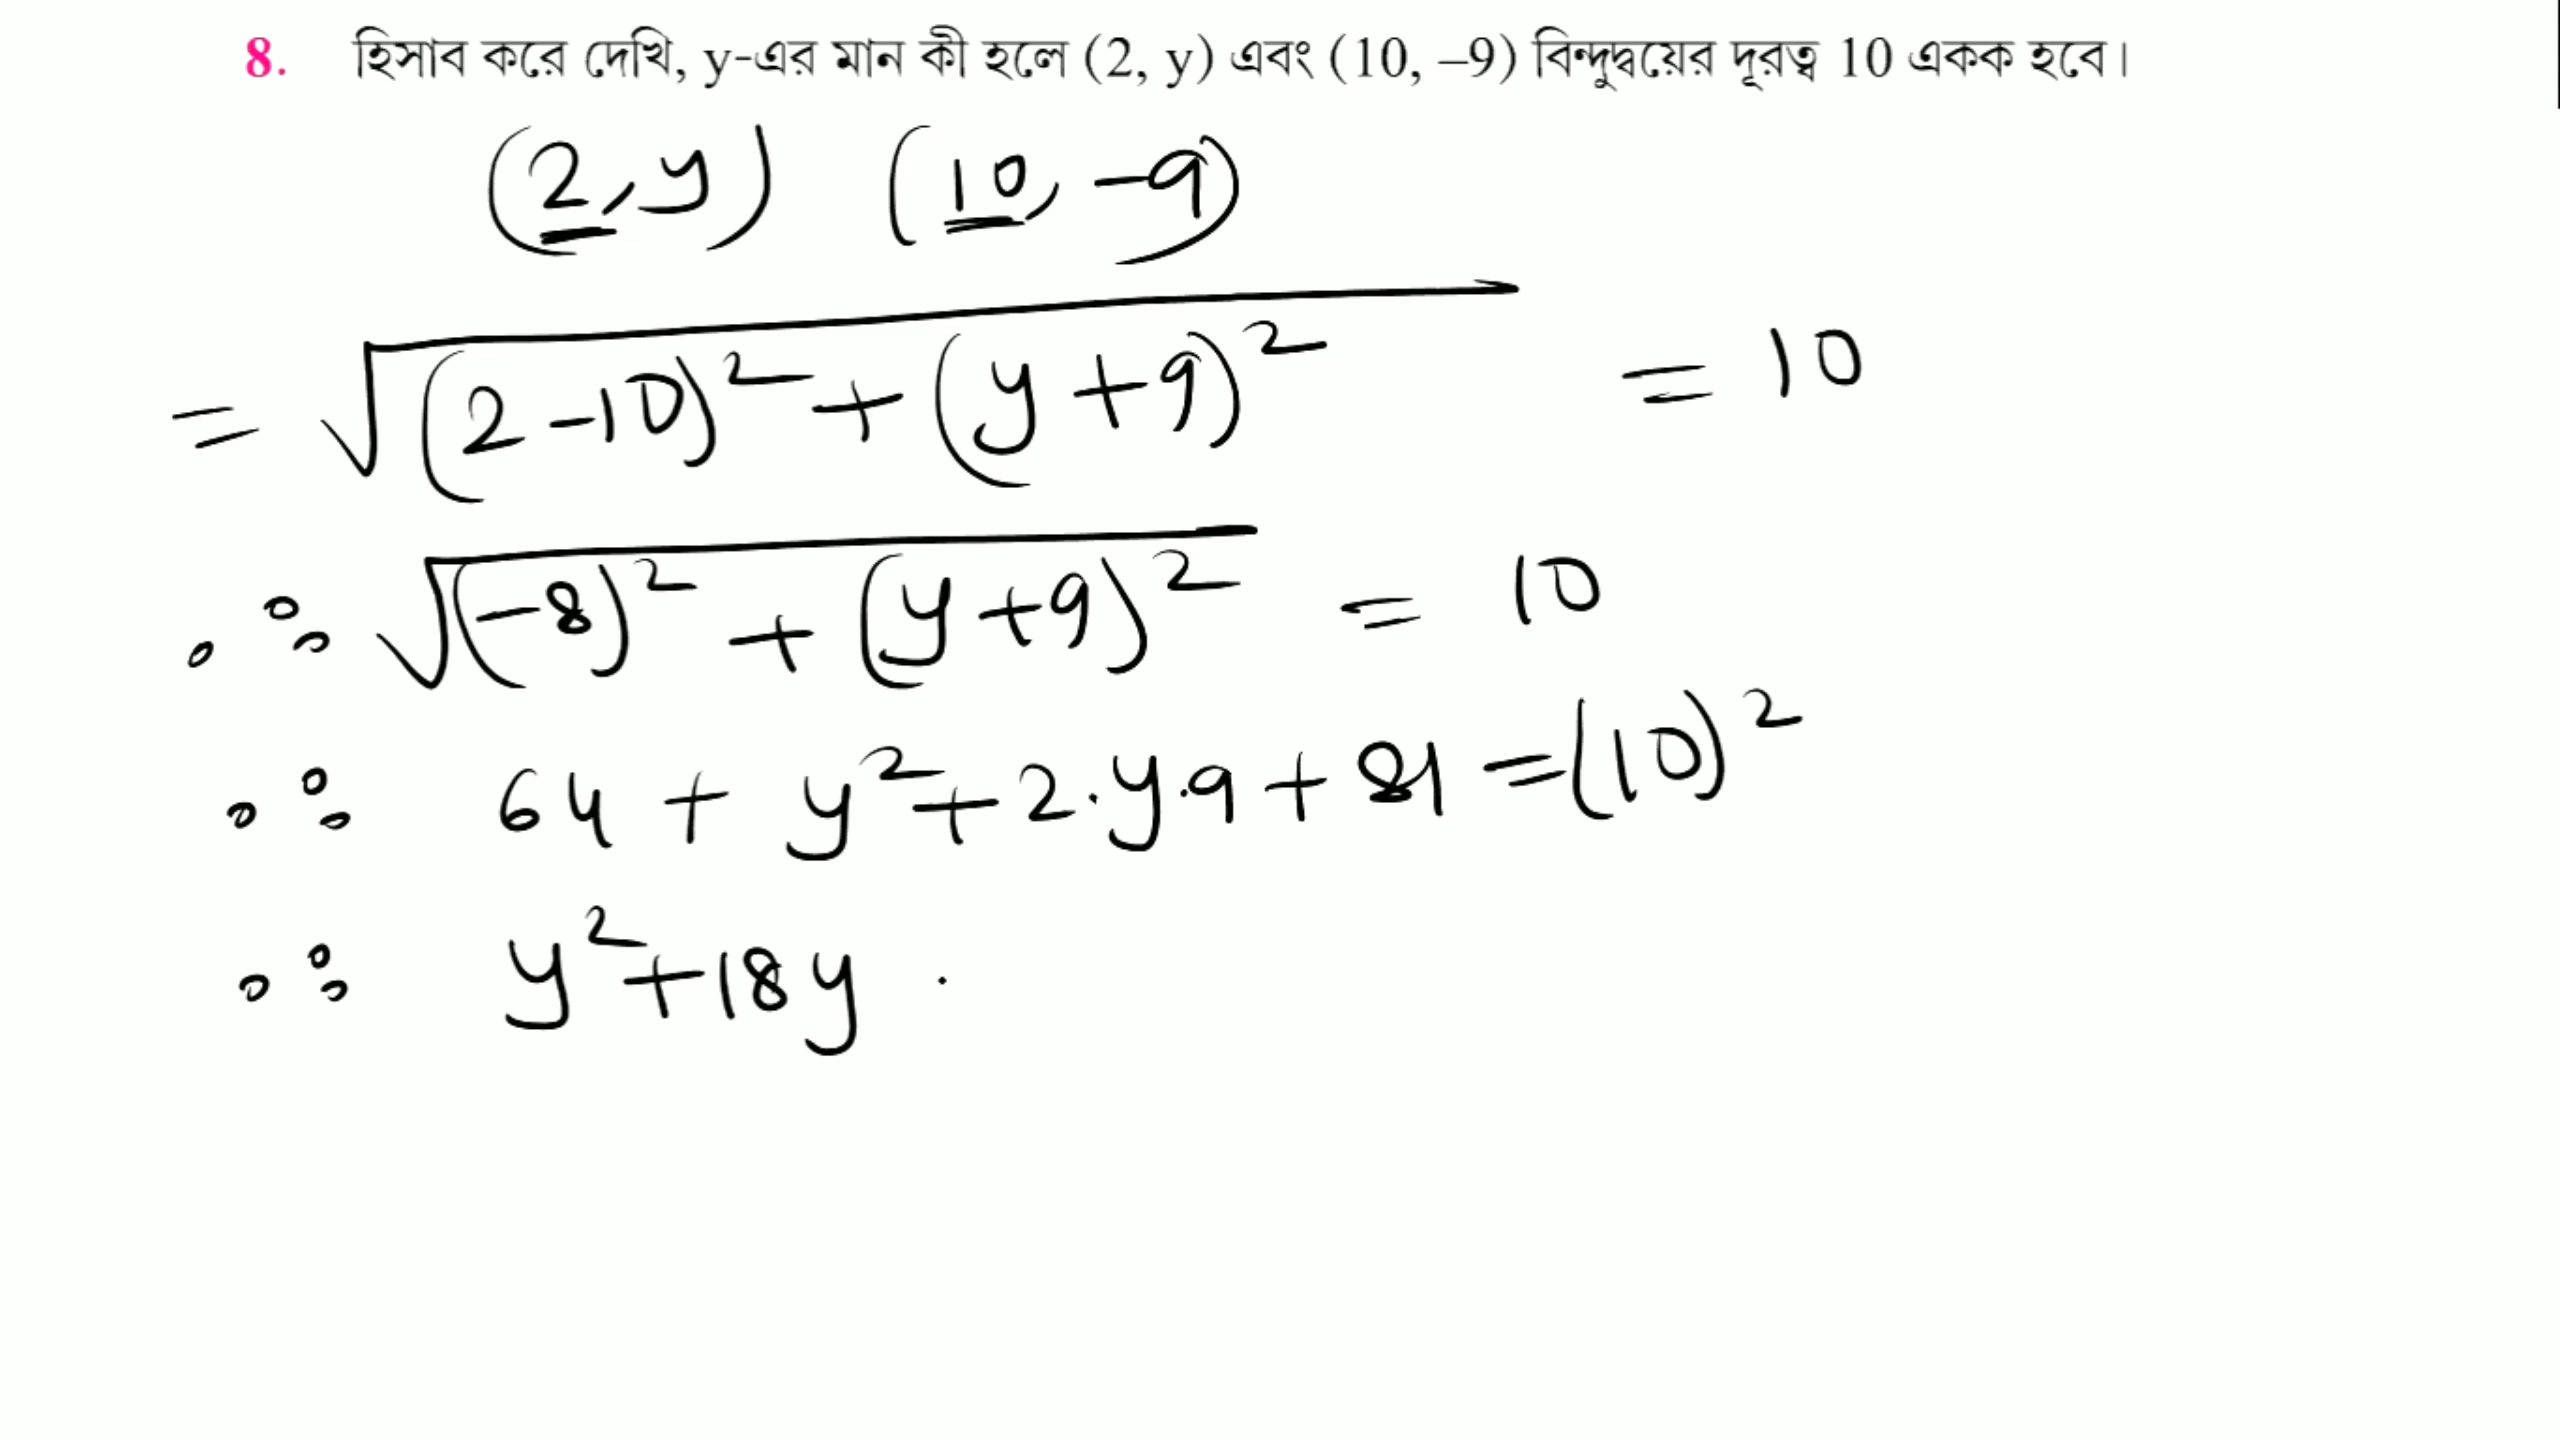 8. হিসাব করে দেখি, y-এর মান কী হলে (2, y) এবং (10, –9) বিন্দুদ্বয়ের দূরত্ব 10 একক হবে।
(2, y) (10, -9)
= √(2-10)² + (y+9)² = 10
∴ √(-8)² + (y+9)² = 10
∴ 64 + y² + 2·y·9 + 81 = (10)²
∴ y² + 18y